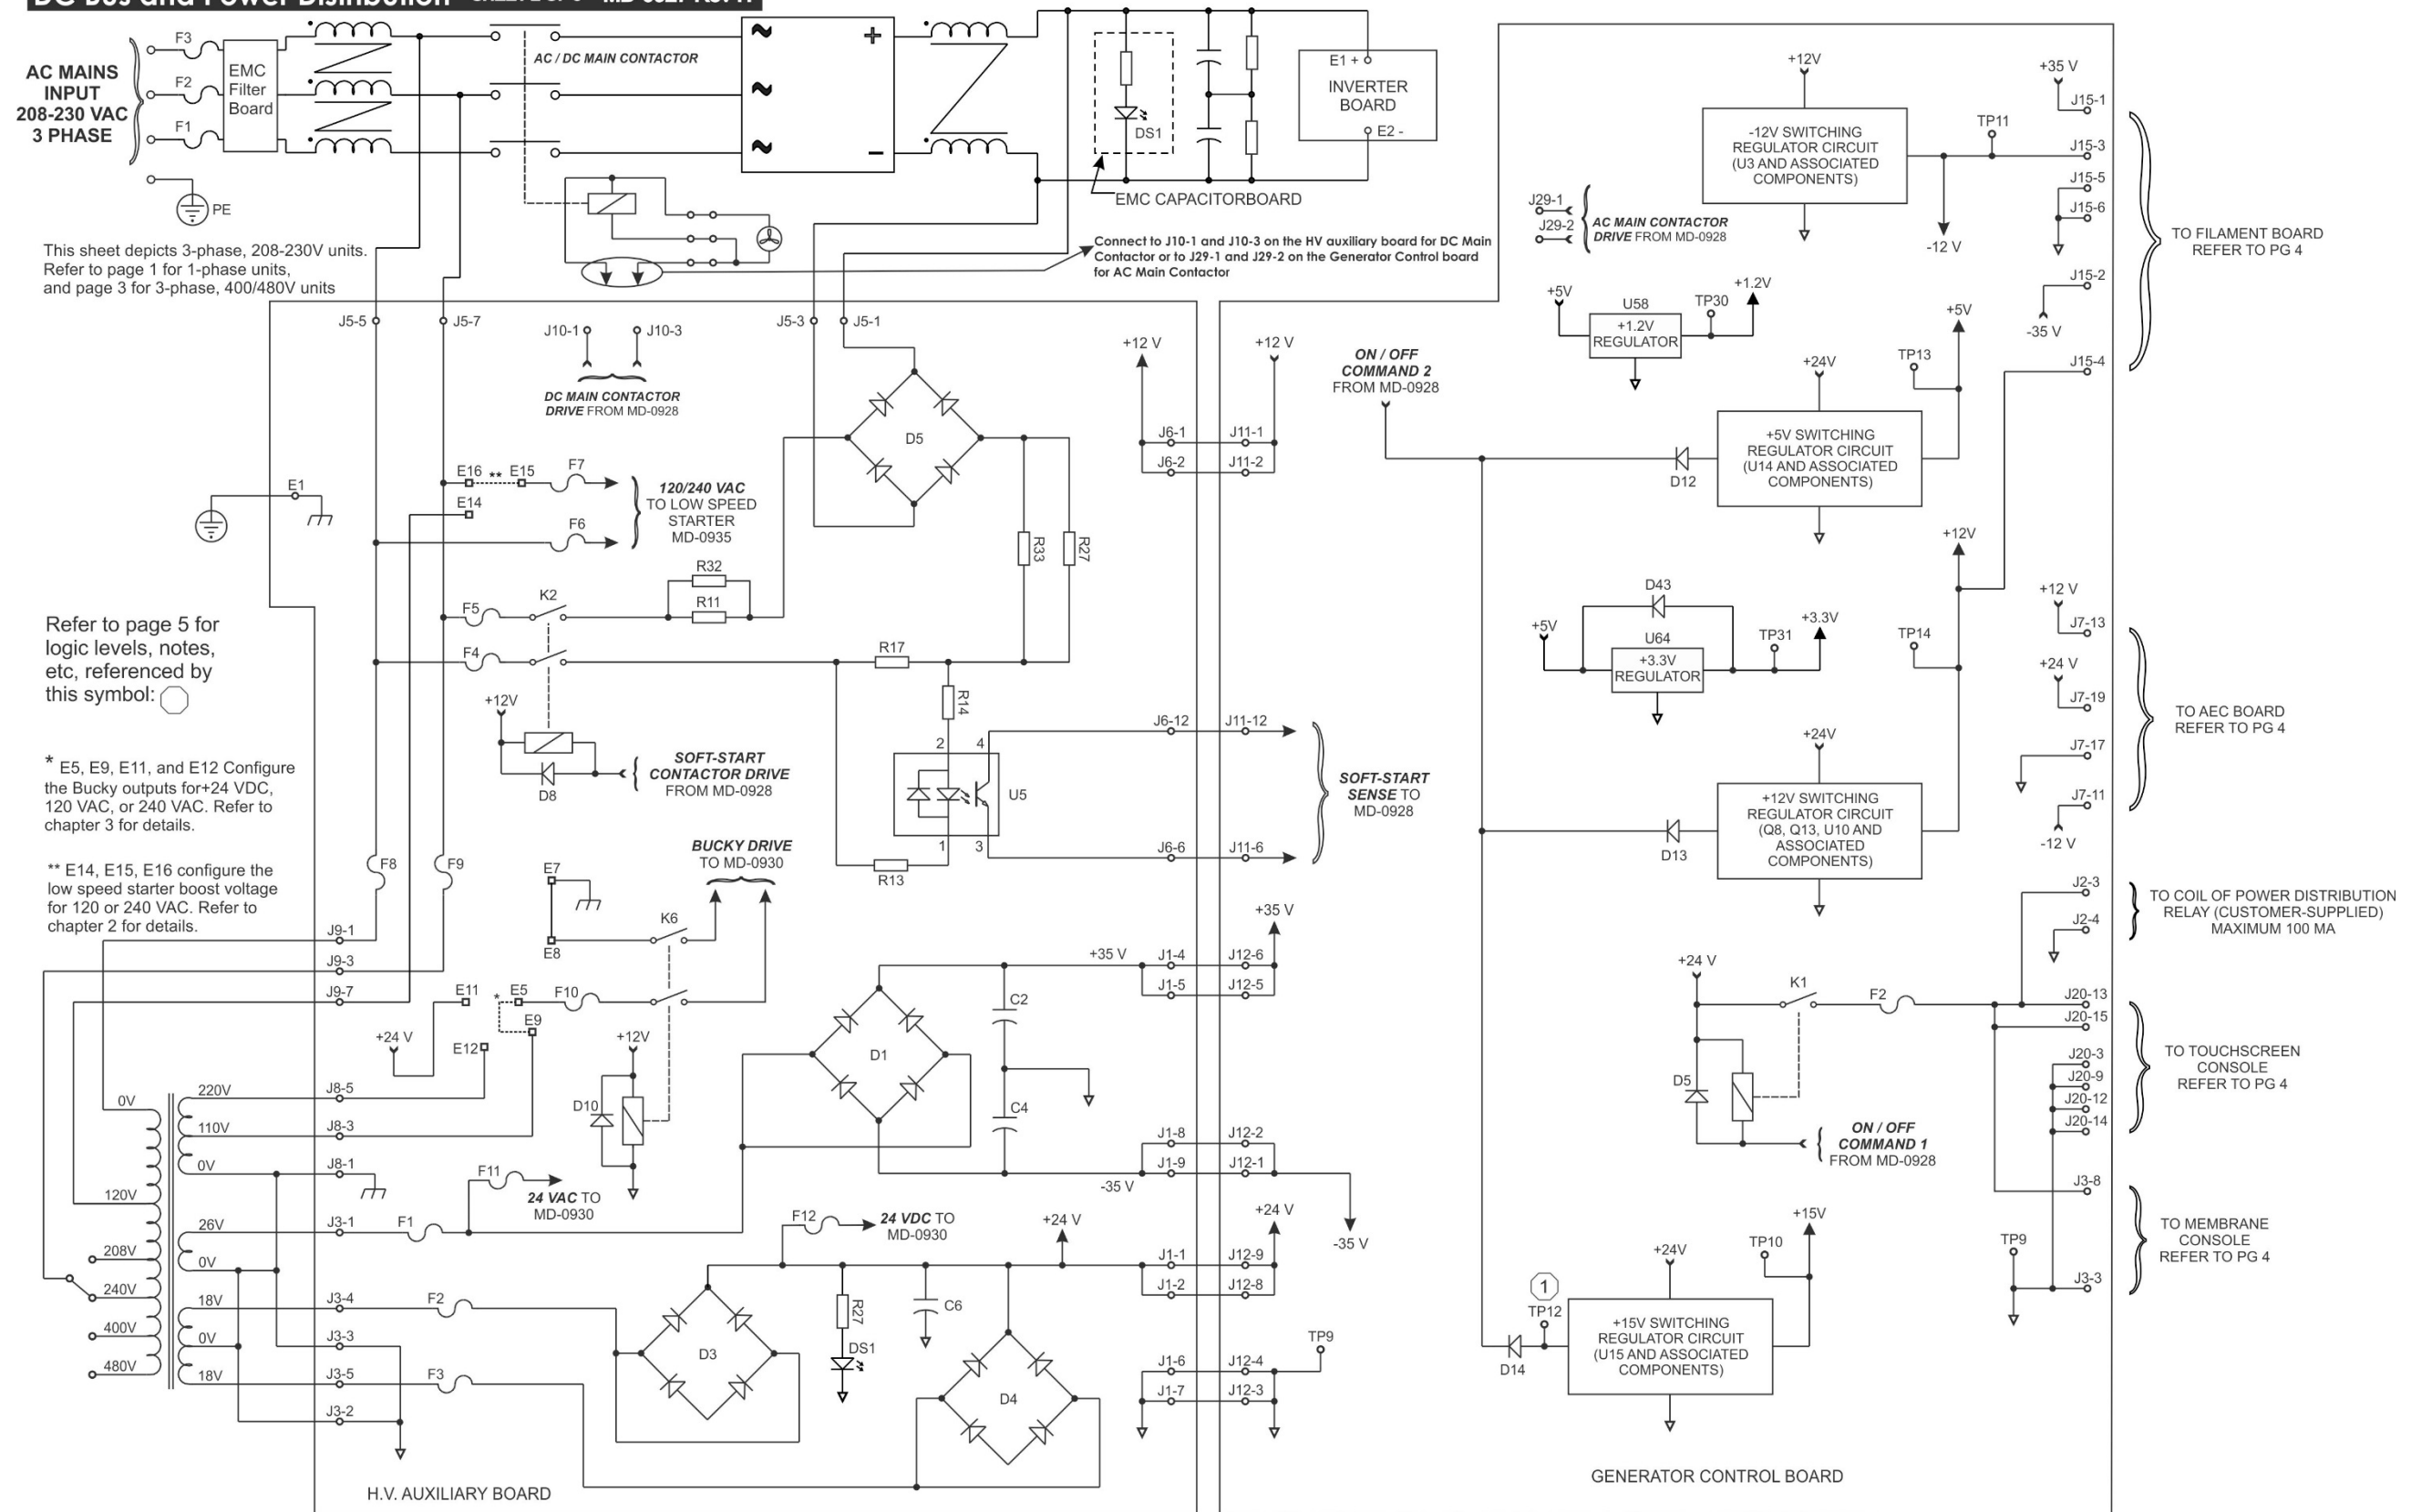 DC Bus and Power Distribution
F3
F2
F1
AC MAINS
INPUT
208-230 VAC
3 PHASE
EMC
Filter
Board
PE
AC / DC MAIN CONTACTOR
+
−
DS1
EMC CAPACITORBOARD
E1 +
INVERTER
BOARD
E2 -
This sheet depicts 3-phase, 208-230V units.
Refer to page 1 for 1-phase units,
and page 3 for 3-phase, 400/480V units
Connect to J10-1 and J10-3 on the HV auxiliary board for DC Main
Contactor or to J29-1 and J29-2 on the Generator Control board
for AC Main Contactor
J5-5
J5-7
J10-1
J10-3
J5-3
J5-1
DC MAIN CONTACTOR
DRIVE FROM MD-0928
D5
E16
**
E15
F7
E14
F6
120/240 VAC
TO LOW SPEED
STARTER
MD-0935
E1
R33
R27
R32
R11
K2
F5
F4
R17
R14
+12V
D8
SOFT-START
CONTACTOR DRIVE
FROM MD-0928
2
4
1
3
U5
R13
Refer to page 5 for
logic levels, notes,
etc, referenced by
this symbol:
* E5, E9, E11, and E12 Configure
the Bucky outputs for+24 VDC,
120 VAC, or 240 VAC. Refer to
chapter 3 for details.
** E14, E15, E16 configure the
low speed starter boost voltage
for 120 or 240 VAC. Refer to
chapter 2 for details.
F8
F9
BUCKY DRIVE
TO MD-0930
E7
E8
K6
J9-1
J9-3
J9-7
E11
*
E5
F10
E9
E12
+24 V
+12V
D10
0V
120V
208V
240V
400V
480V
220V
110V
0V
26V
0V
18V
0V
18V
J8-5
J8-3
J8-1
J3-1
J3-4
J3-3
J3-5
J3-2
F11
24 VAC TO
MD-0930
F1
F2
F3
D1
C2
C4
+35 V
-35 V
F12
24 VDC TO
MD-0930
+24 V
D3
R27
DS1
C6
D4
H.V. AUXILIARY BOARD
+12 V
+12 V
J6-1
J11-1
J6-2
J11-2
J6-12
J11-12
J6-6
J11-6
SOFT-START
SENSE TO
MD-0928
+35 V
J1-4
J12-6
J1-5
J12-5
J1-8
J12-2
J1-9
J12-1
-35 V
+24 V
J1-1
J12-9
J1-2
J12-8
TP9
J1-6
J12-4
J1-7
J12-3
ON / OFF
COMMAND 2
FROM MD-0928
+12V
-12V SWITCHING
REGULATOR CIRCUIT
(U3 AND ASSOCIATED
COMPONENTS)
TP11
-12 V
J29-1
J29-2
AC MAIN CONTACTOR
DRIVE FROM MD-0928
+5V
U58
+1.2V
REGULATOR
TP30
+1.2V
+24V
TP13
+5V
+5V SWITCHING
REGULATOR CIRCUIT
(U14 AND ASSOCIATED
COMPONENTS)
D12
D43
+5V
U64
+3.3V
REGULATOR
TP31
+3.3V
+12V
TP14
+24V
+12V SWITCHING
REGULATOR CIRCUIT
(Q8, Q13, U10 AND
ASSOCIATED
COMPONENTS)
D13
+24 V
K1
F2
D5
ON / OFF
COMMAND 1
FROM MD-0928
+24V
TP10
+15V
1
TP12
D14
+15V SWITCHING
REGULATOR CIRCUIT
(U15 AND ASSOCIATED
COMPONENTS)
TP9
GENERATOR CONTROL BOARD
+35 V
J15-1
J15-3
J15-5
J15-6
J15-2
-35 V
J15-4
TO FILAMENT BOARD
REFER TO PG 4
+12 V
J7-13
+24 V
J7-19
J7-17
J7-11
-12 V
TO AEC BOARD
REFER TO PG 4
J2-3
J2-4
TO COIL OF POWER DISTRIBUTION
RELAY (CUSTOMER-SUPPLIED)
MAXIMUM 100 MA
J20-13
J20-15
J20-3
J20-9
J20-12
J20-14
TO TOUCHSCREEN
CONSOLE
REFER TO PG 4
J3-8
J3-3
TO MEMBRANE
CONSOLE
REFER TO PG 4